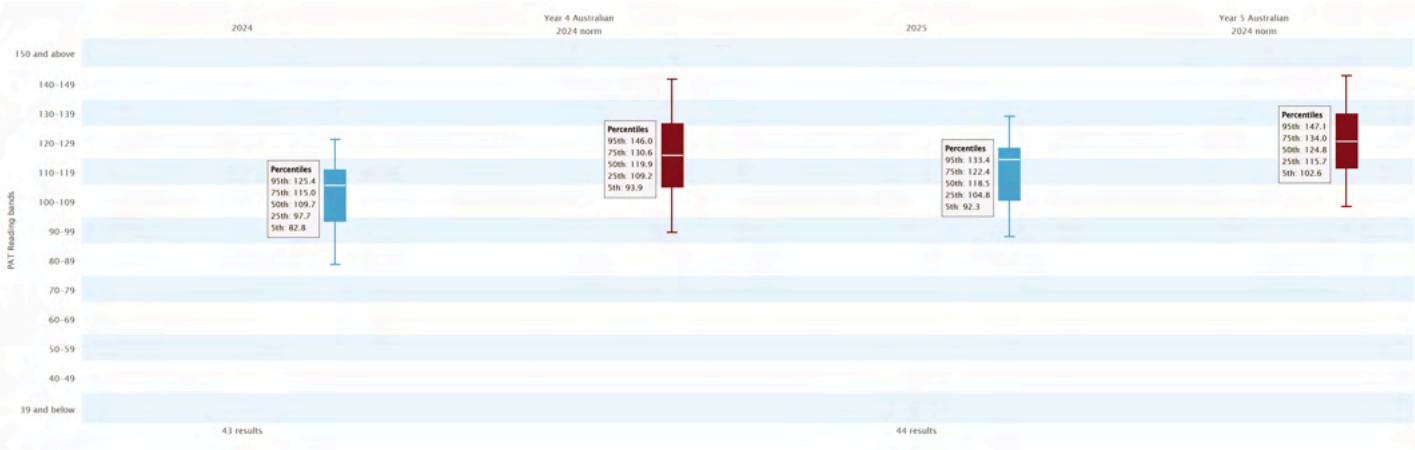 2024
Year 4 Australian
2024 norm
2025
Year 5 Australian
2024 norm
PAT Reading bands
150 and above
140-149
130-139
120-129
110-119
100-109
90-99
80-89
70-79
60-69
50-59
40-49
39 and below
Percentiles
95th: 125.4
75th: 115.0
50th: 109.7
25th: 97.7
5th: 82.8
Percentiles
95th: 146.0
75th: 130.6
50th: 119.9
25th: 109.2
5th: 93.9
Percentiles
95th: 133.4
75th: 122.4
50th: 118.5
25th: 104.8
5th: 92.3
Percentiles
95th: 147.1
75th: 134.0
50th: 124.8
25th: 115.7
5th: 102.6
43 results
44 results